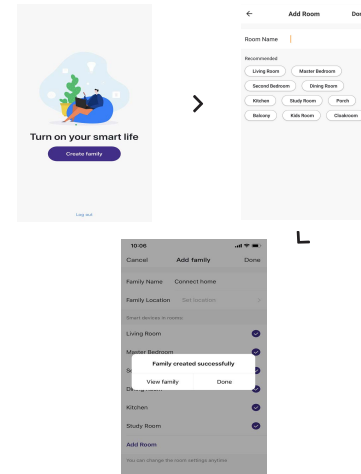 Turn on your smart life
Create family
Log out
Add Room
Room Name
Recommended
Living Room
Master Bedroom
Second Bedroom
Dining Room
Kitchen
Study Room
Porch
Balcony
Kids Room
Cloakroom
10:06
Cancel
Add family
Done
Family Name
Connect home
Family Location
Set location
Smart devices in rooms:
Living Room
Master Bedroom
Family created successfully
View family
Done
Kitchen
Study Room
Add Room
You can change the room settings anytime